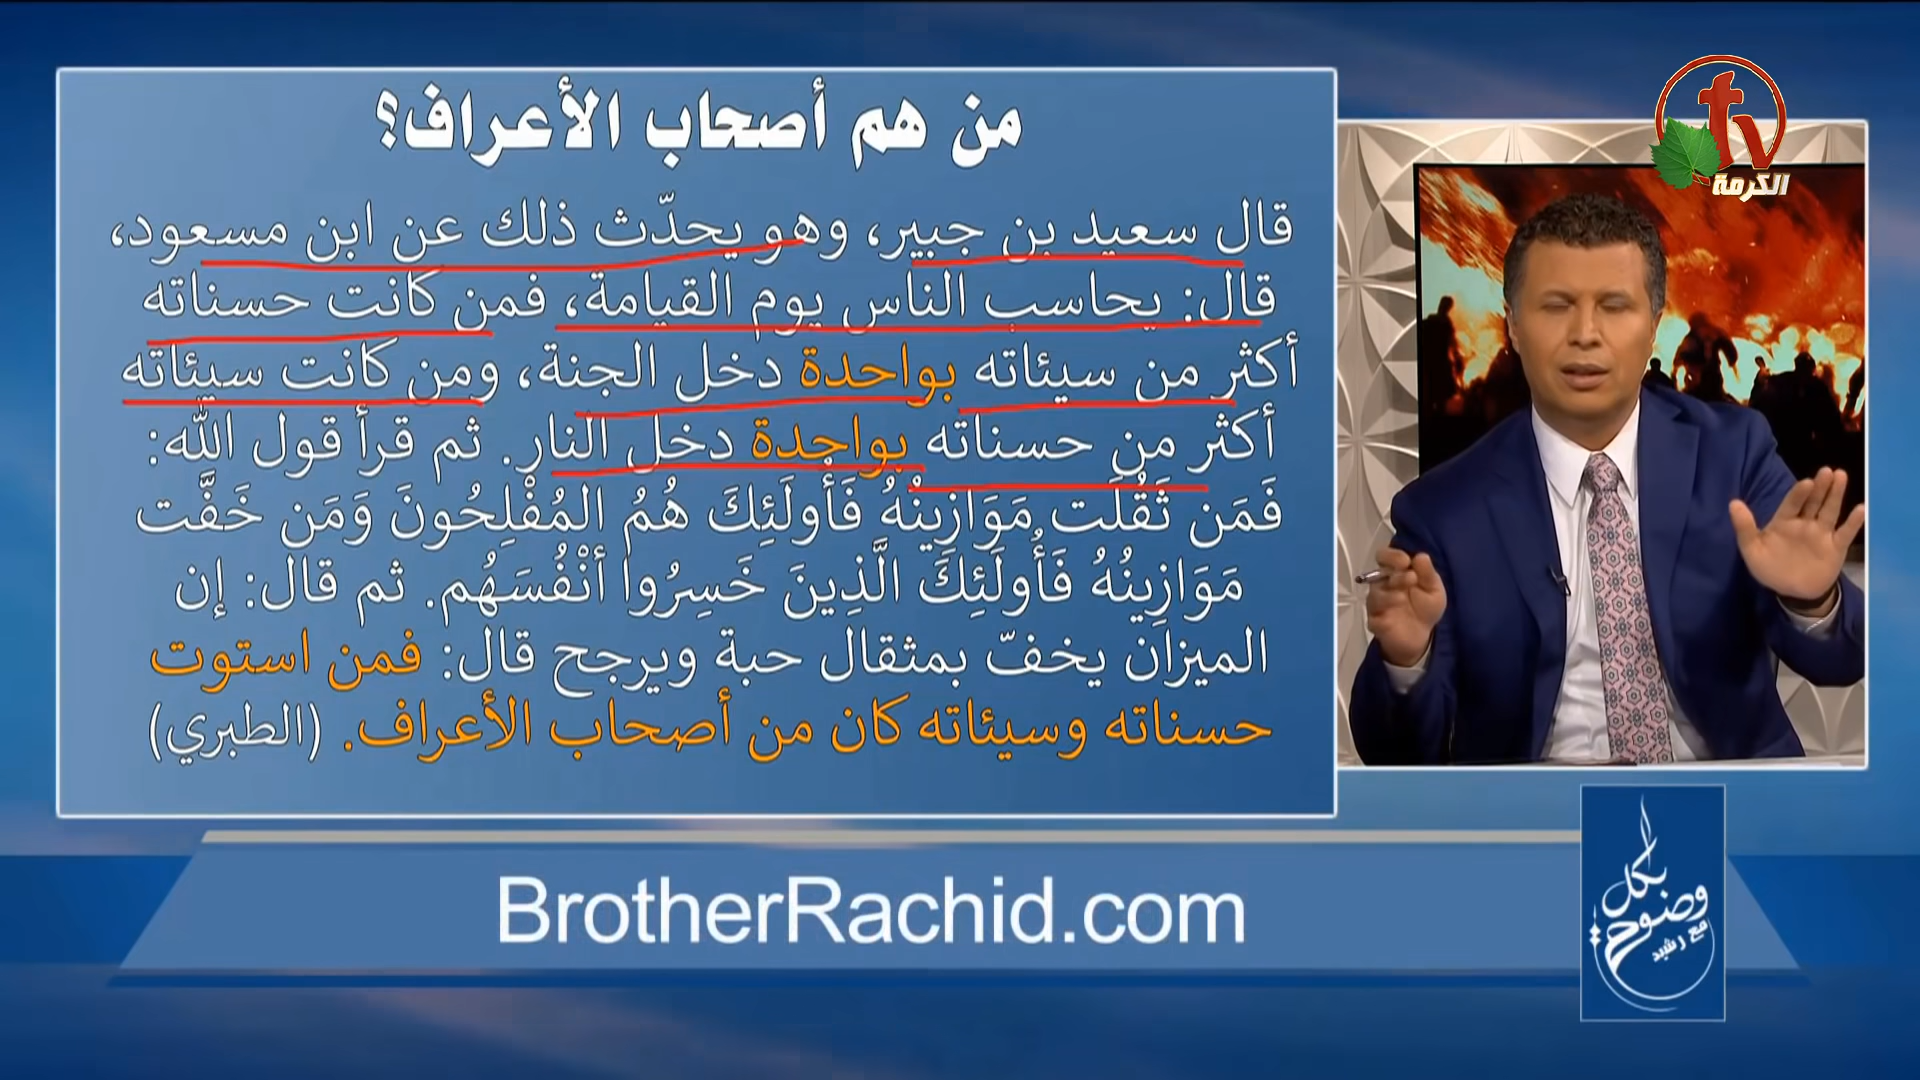 من هم أصحاب الأعراف؟
قال سعيد بن جبير، وهو يحدّث ذلك عن ابن مسعود،
قال: يحاسب الناس يوم القيامة، فمن كانت حسناته
أكثر من سيئاته بواحدة دخل الجنة، ومن كانت سيئاته
أكثر من حسناته بواحدة دخل النار. ثم قرأ قول الله:
فَمَن ثَقُلَت مَوَازِينُهُ فَأُولَئِكَ هُمُ المُفْلِحُونَ وَمَن خَفَّت
مَوَازِينُهُ فَأُولَئِكَ الَّذِينَ خَسِرُوا أنْفُسَهُم. ثم قال: إن
الميزان يخفّ بمثقال حبة ويرجح قال: فمن استوت
حسناته وسيئاته كان من أصحاب الأعراف. (الطبري)
tv
الكرمة
BrotherRachid.com
بكل
وضوح
مع رشيد